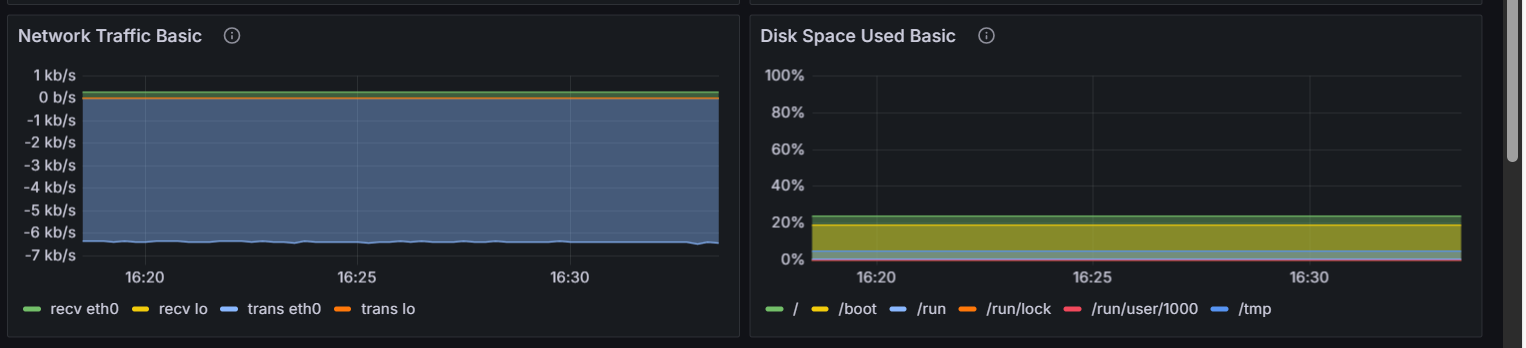 Network Traffic Basic
1 kb/s
0 b/s
-1 kb/s
-2 kb/s
-3 kb/s
-4 kb/s
-5 kb/s
-6 kb/s
-7 kb/s
16:20 16:25 16:30
recv eth0 recv lo trans eth0 trans lo
Disk Space Used Basic
100%
80%
60%
40%
20%
0%
16:20 16:25 16:30
/ /boot /run /run/lock /run/user/1000 /tmp